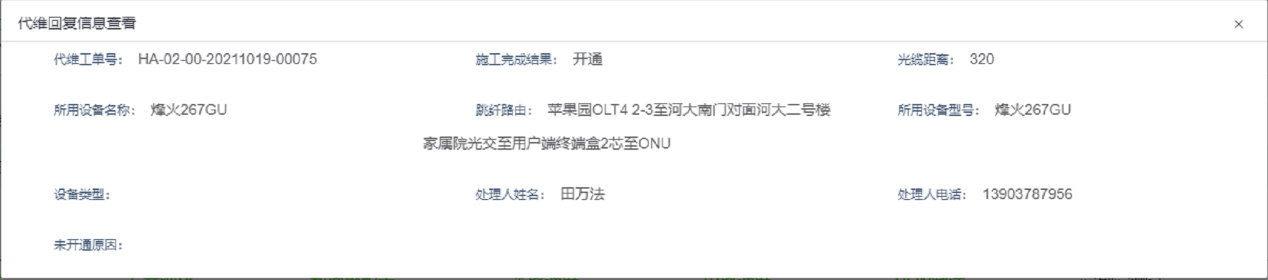 代维回复信息查看 ×
代维工单号： HA-02-00-20211019-00075 施工完成结果： 开通 光缆距离： 320
所用设备名称： 烽火267GU 跳纤路由： 苹果园OLT4 2-3至河大南门对面河大二号楼 所用设备型号： 烽火267GU
家属院光交至用户端终端盒2芯至ONU
设备类型： 处理人姓名： 田万法 处理人电话： 13903787956
未开通原因：